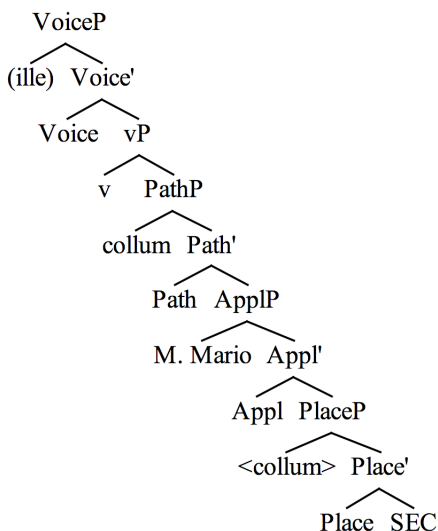 VoiceP
(ille) Voice'
Voice vP
v PathP
collum Path'
Path ApplP
M. Mario Appl'
Appl PlaceP
<collum> Place'
Place SEC